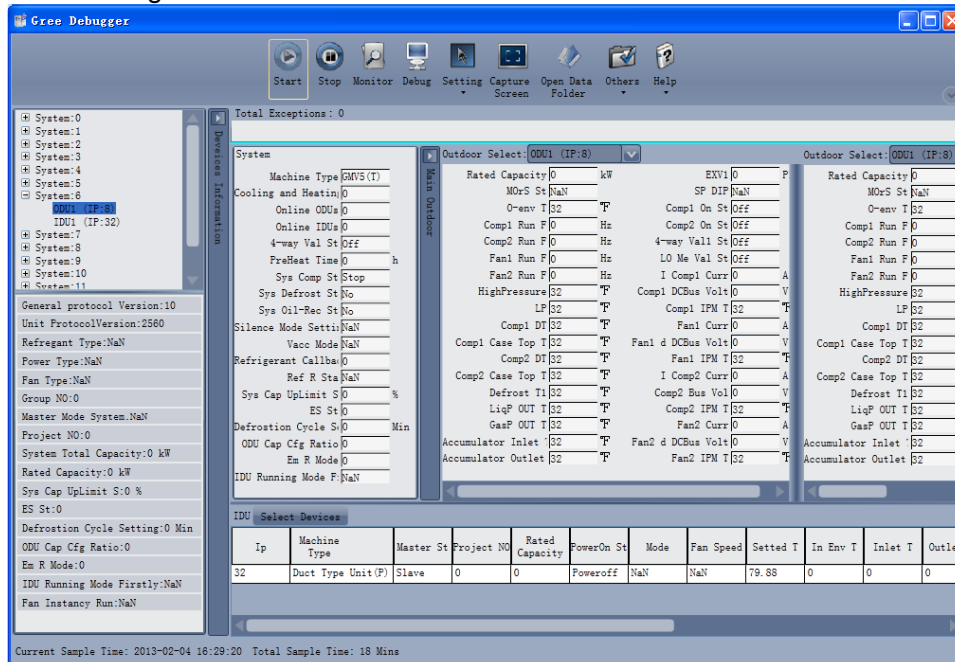 Gree Debugger
Start Stop Monitor Debug Setting Capture Screen Open Data Folder Others Help
Total Exceptions: 0
System:0
System:1
System:2
System:3
System:4
System:5
System:6
ODU1 (IP:8)
IDU1 (IP:32)
System:7
System:8
System:9
System:10
System:11
Deveices Information
General protocol Version:10
Unit ProtocolVersion:2560
Refregant Type:NaN
Power Type:NaN
Fan Type:NaN
Group NO:0
Master Mode System.NaN
Project NO:0
System Total Capacity:0 kW
Rated Capacity:0 kW
Sys Cap UpLimit S:0 %
ES St:0
Defrostion Cycle Setting:0 Min
ODU Cap Cfg Ratio:0
Em R Mode:0
IDU Running Mode Firstly:NaN
Fan Instancy Run:NaN
System
Machine Type GMV5(T)
Cooling and Heatin 0
Online ODUs 0
Online IDUs 0
4-way Val St Off
PreHeat Time 0 h
Sys Comp St Stop
Sys Defrost St No
Sys Oil-Rec St No
Silence Mode Settin NaN
Vacc Mode NaN
Refrigerant Callba 0
Ref R Sta NaN
Sys Cap UpLimit S 0 %
ES St 0
Defrostion Cycle S 0 Min
ODU Cap Cfg Ratio 0
Em R Mode 0
IDU Running Mode F: NaN
Main Outdoor
Outdoor Select: ODU1 (IP:8)
Rated Capacity 0 kW EXV1 0 P
MOrS St NaN SP DIP NaN
O-env T 32 °F Comp1 On St Off
Comp1 Run F 0 Hz Comp2 On St Off
Comp2 Run F 0 Hz 4-way Val1 St Off
Fan1 Run F 0 Hz LO Me Val St Off
Fan2 Run F 0 Hz I Comp1 Curr 0 A
HighPressure 32 °F Comp1 DCBus Volt 0 V
LP 32 °F Comp1 IPM T 32 °F
Comp1 DT 32 °F Fan1 Curr 0 A
Comp1 Case Top T 32 °F Fan1 d DCBus Volt 0 V
Comp2 DT 32 °F Fan1 IPM T 32 °F
Comp2 Case Top T 32 °F I Comp2 Curr 0 A
Defrost T1 32 °F Comp2 Bus Vol 0 V
LiqP OUT T 32 °F Comp2 IPM T 32 °F
GasP OUT T 32 °F Fan2 Curr 0 A
Accumulator Inlet 32 °F Fan2 d DCBus Volt 0 V
Accumulator Outlet 32 °F Fan2 IPM T 32 °F
Outdoor Select: ODU1 (IP:8)
Rated Capacity 0
MOrS St NaN
O-env T 32
Comp1 Run F 0
Comp2 Run F 0
Fan1 Run F 0
Fan2 Run F 0
HighPressure 32
LP 32
Comp1 DT 32
Comp1 Case Top T 32
Comp2 DT 32
Comp2 Case Top T 32
Defrost T1 32
LiqP OUT T 32
GasP OUT T 32
Accumulator Inlet 32
Accumulator Outlet 32
IDU Select Devices
Ip Machine Type Master St Project NO Rated Capacity PowerOn St Mode Fan Speed Setted T In Env T Inlet T Outle
32 Duct Type Unit(P) Slave 0 0 Poweroff NaN NaN 79.88 0 0 0
Current Sample Time: 2013-02-04 16:29:20 Total Sample Time: 18 Mins